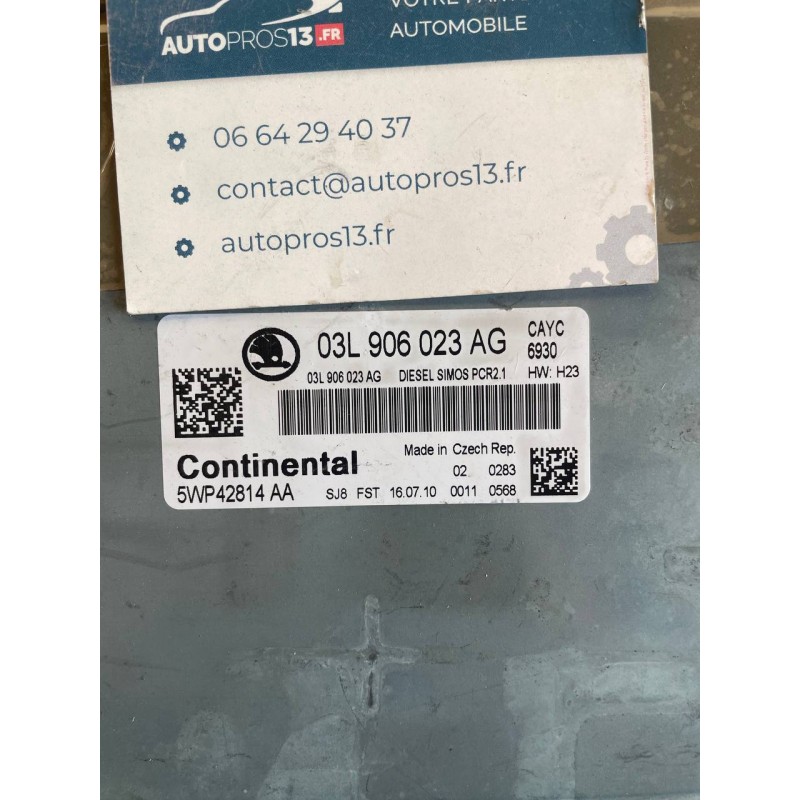 AUTOPROS13.FR
VOTRE
AUTOMOBILE
06 64 29 40 37
contact@autopros13.fr
autopros13.fr
03L 906 023 AG
CAYC
6930
03L 906 023 AG DIESEL SIMOS PCR2.1 HW: H23
Made in Czech Rep.
Continental
02 0283
5WP42814 AA SJ8 FST 16.07.10 0011 0568